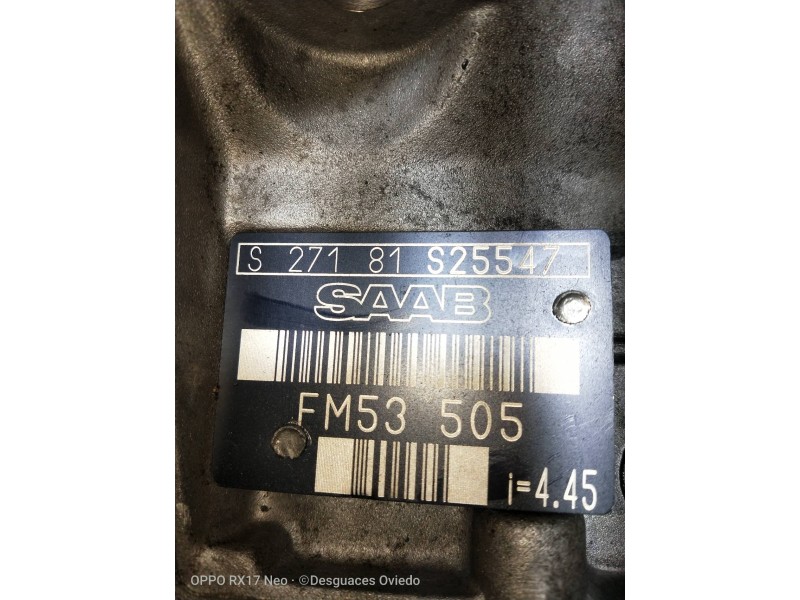 S 271 81 S25547
SAAB
FM53 505
i=4.45
OPPO RX17 Neo · ©Desguaces Oviedo